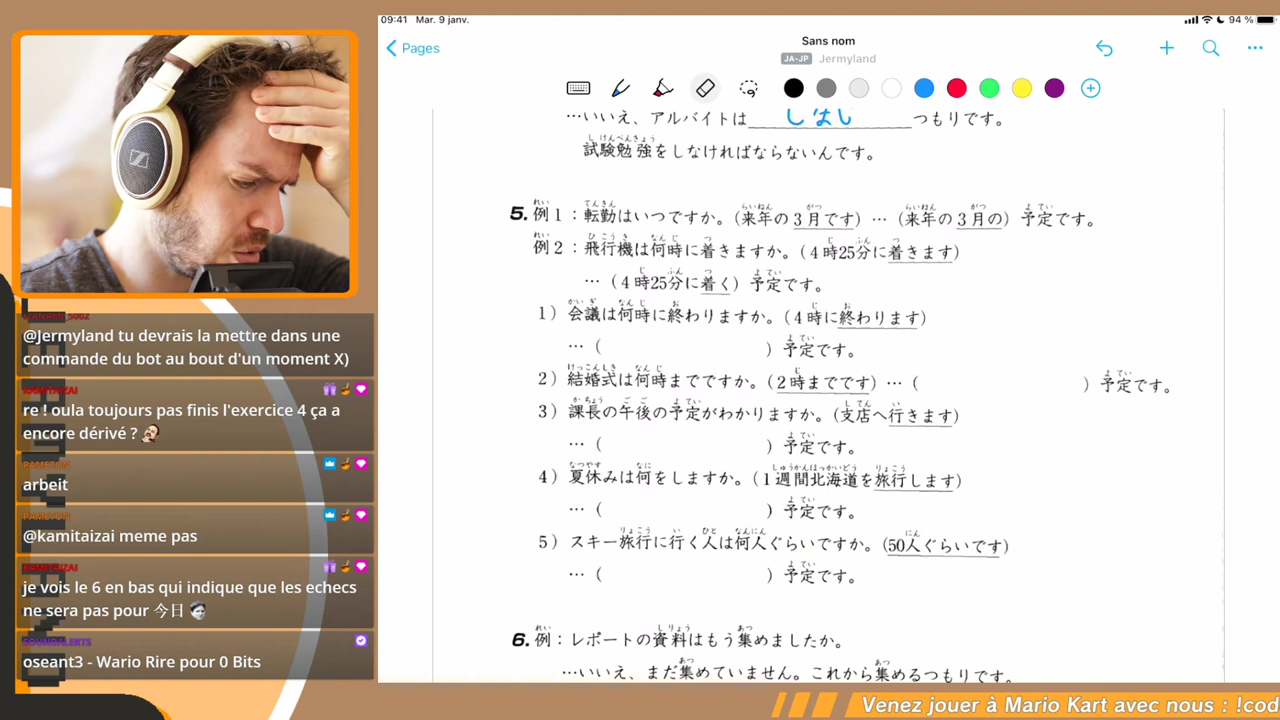 09:41 Mar. 9 janv.
94 %
Pages
Sans nom
JA-JP Jermyland
…いいえ、アルバイトは しない つもりです。
試験勉強をしなければならないんです。
5. 例1：転勤はいつですか。(来年の3月です) … (来年の3月の) 予定です。
例2：飛行機は何時に着きますか。(4時25分に着きます)
… (4時25分に着く) 予定です。
1) 会議は何時に終わりますか。(4時に終わります)
… ( ) 予定です。
2) 結婚式は何時までですか。(2時までです) … ( ) 予定です。
3) 課長の午後の予定がわかりますか。(支店へ行きます)
… ( ) 予定です。
4) 夏休みは何をしますか。(1週間北海道を旅行します)
… ( ) 予定です。
5) スキー旅行に行く人は何人ぐらいですか。(50人ぐらいです)
… ( ) 予定です。
6. 例：レポートの資料はもう集めましたか。
…いいえ、まだ集めていません。これから集めるつもりです。
@Jermyland tu devrais la mettre dans une
commande du bot au bout d'un moment X)
KAMITAIZAI
re ! oula toujours pas finis l'exercice 4 ça a
encore dérivé ?
PAMETON
arbeit
PAMETON
@kamitaizai meme pas
KAMITAIZAI
je vois le 6 en bas qui indique que les echecs
ne sera pas pour 今日
SOUNDALERTS
oseant3 - Wario Rire pour 0 Bits
Venez jouer à Mario Kart avec nous : !cod